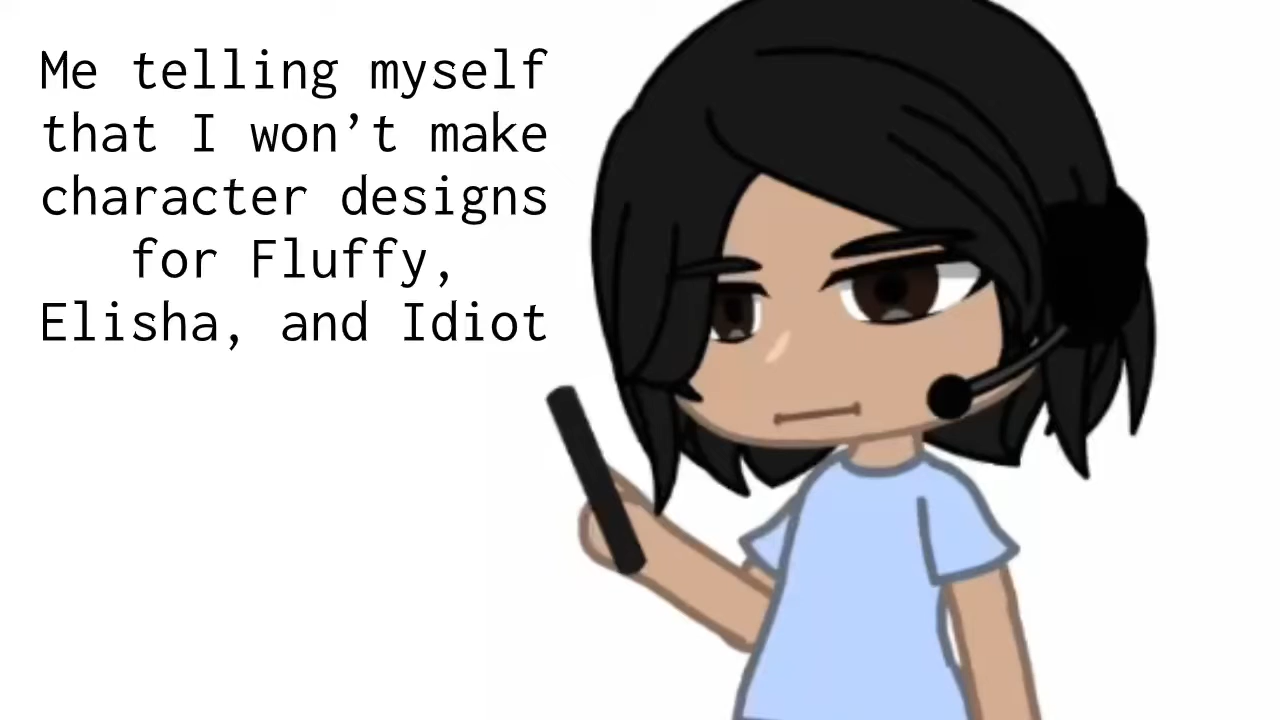 Me telling myself
that I won’t make
character designs
for Fluffy,
Elisha, and Idiot